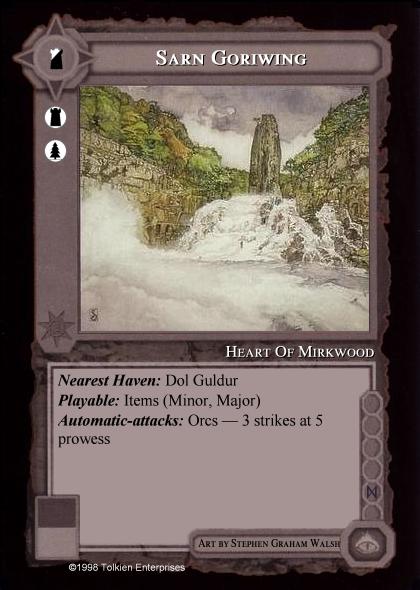 Sarn Goriwing
Heart Of Mirkwood
Nearest Haven: Dol Guldur
Playable: Items (Minor, Major)
Automatic-attacks: Orcs — 3 strikes at 5
prowess
Art by Stephen Graham Walsh
©1998 Tolkien Enterprises